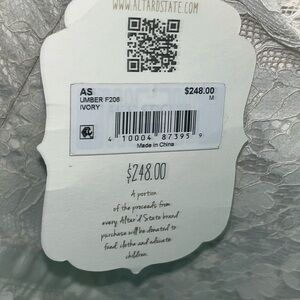 WWW.ALTARDSTATE.COM
AS $248.00
UMBER F206 M
IVORY
4 10004 87395 9
Made in China
$248.00
A portion
of the proceeds from
every Altar'd State brand
purchase will be donated to
feed, clothe and educate
children.